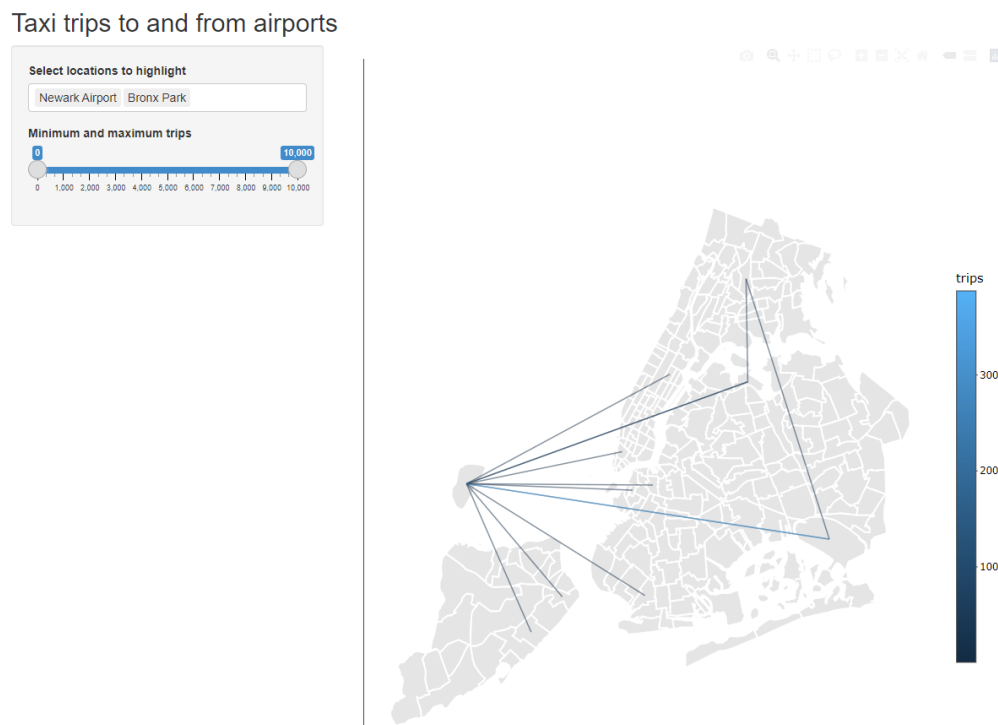 Taxi trips to and from airports
Select locations to highlight
Newark Airport Bronx Park
Minimum and maximum trips
0 10,000
0 1,000 2,000 3,000 4,000 5,000 6,000 7,000 8,000 9,000 10,000
trips
300
200
100